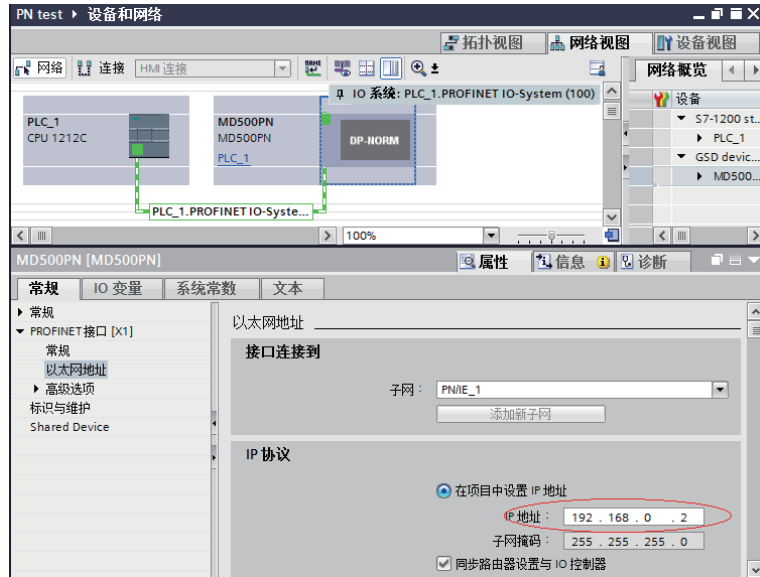 PN test ▸ 设备和网络
拓扑视图 网络视图 设备视图
网络 连接 HMI 连接 网络概览
IO 系统: PLC_1.PROFINET IO-System (100)
设备
S7-1200 st...
PLC_1
GSD devic...
MD500...
PLC_1
CPU 1212C
MD500PN
MD500PN
PLC_1
DP-NORM
PLC_1.PROFINET IO-Syste...
100%
MD500PN [MD500PN]
属性 信息 诊断
常规 IO 变量 系统常数 文本
常规
PROFINET接口 [X1]
常规
以太网地址
高级选项
标识与维护
Shared Device
以太网地址
接口连接到
子网: PN/IE_1
添加新子网
IP 协议
在项目中设置 IP 地址
IP 地址: 192 . 168 . 0 . 2
子网掩码: 255 . 255 . 255 . 0
同步路由器设置与 IO 控制器